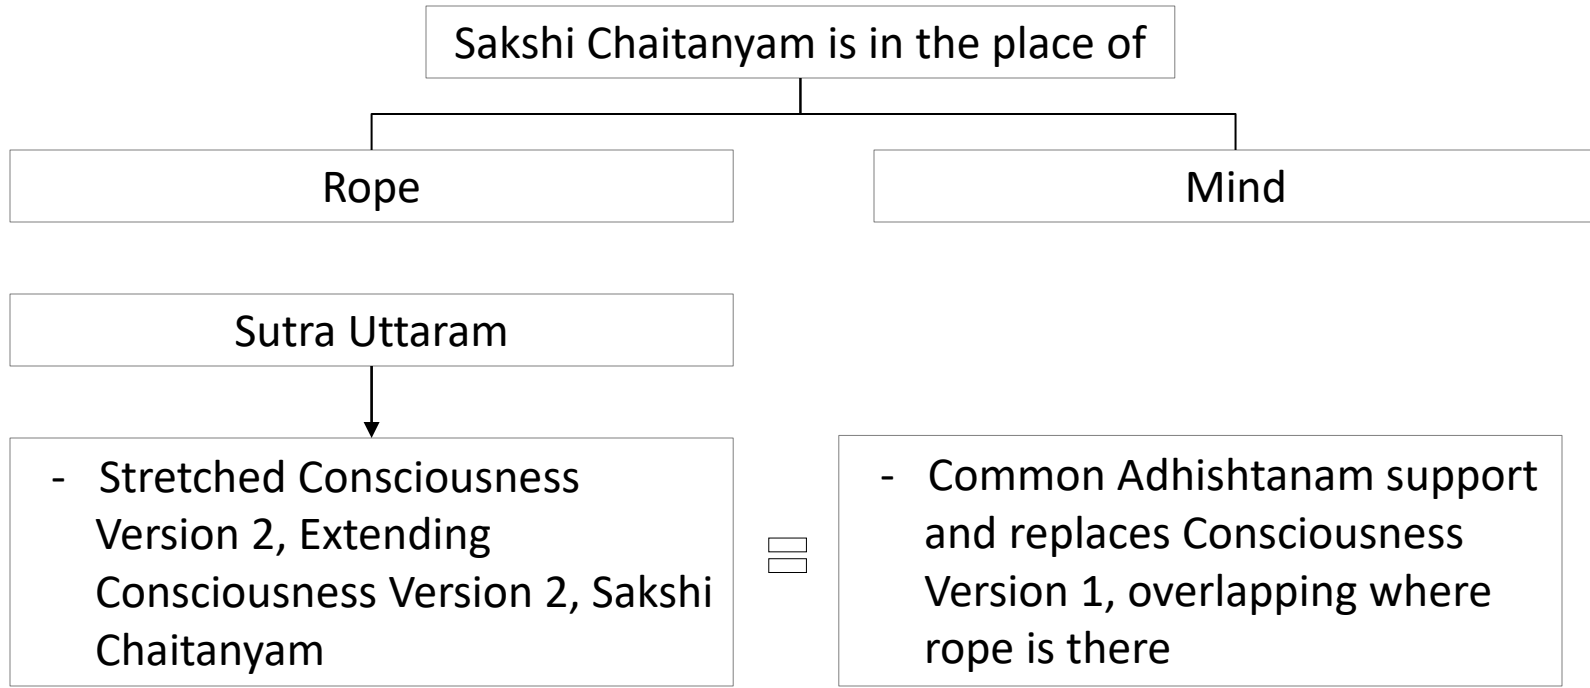 Sakshi Chaitanyam is in the place of
Rope
Mind
Sutra Uttaram
- Stretched Consciousness
Version 2, Extending
Consciousness Version 2, Sakshi
Chaitanyam
=
- Common Adhishtanam support
and replaces Consciousness
Version 1, overlapping where
rope is there